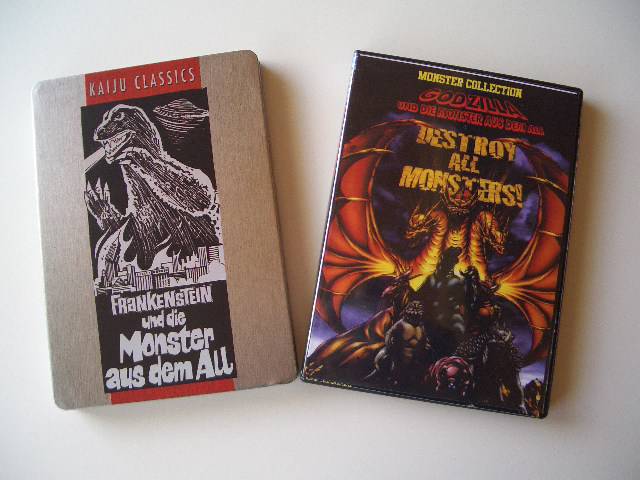 KAIJU CLASSICS
FRANKENSTEIN
und die
Monster
aus dem All
MONSTER COLLECTION
GODZILLA
UND DIE MONSTER AUS DEM ALL
DESTROY
ALL
MONSTERS!